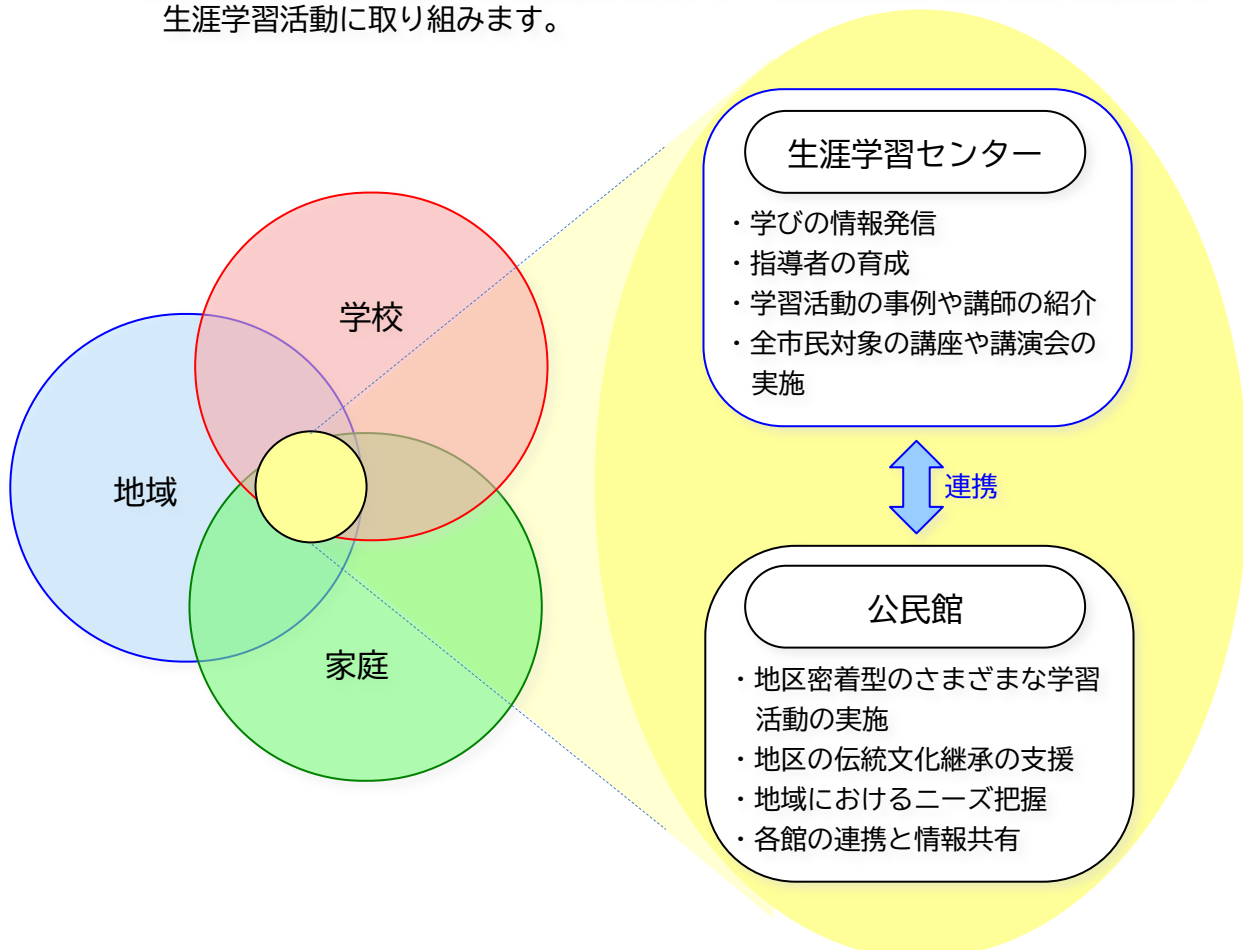 生涯学習活動に取り組みます。
学校
地域
家庭
生涯学習センター
・学びの情報発信
・指導者の育成
・学習活動の事例や講師の紹介
・全市民対象の講座や講演会の
実施
連携
公民館
・地区密着型のさまざまな学習
活動の実施
・地区の伝統文化継承の支援
・地域におけるニーズ把握
・各館の連携と情報共有